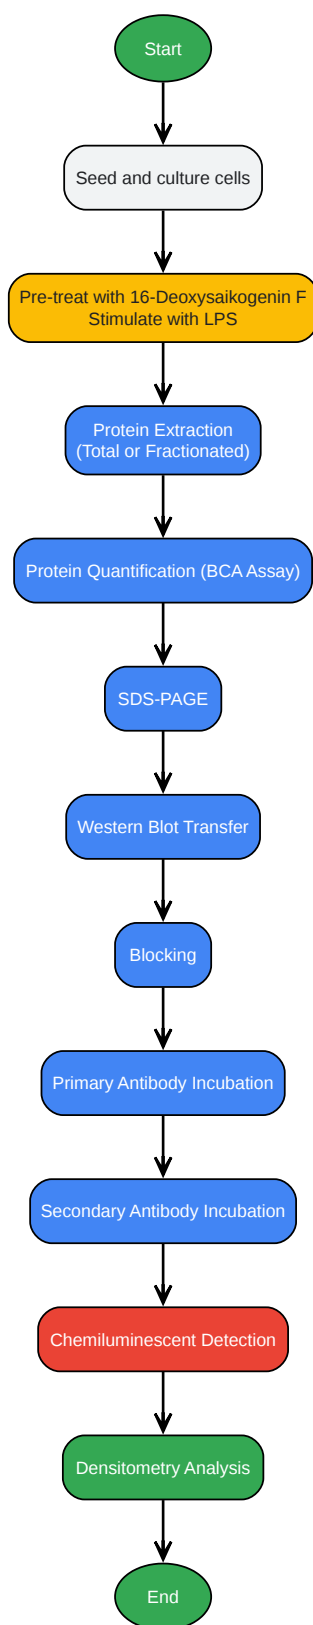 Start
Seed and culture cells
Pre-treat with 16-Deoxysaikogenin F
Stimulate with LPS
Protein Extraction
(Total or Fractionated)
Protein Quantification (BCA Assay)
SDS-PAGE
Western Blot Transfer
Blocking
Primary Antibody Incubation
Secondary Antibody Incubation
Chemiluminescent Detection
Densitometry Analysis
End